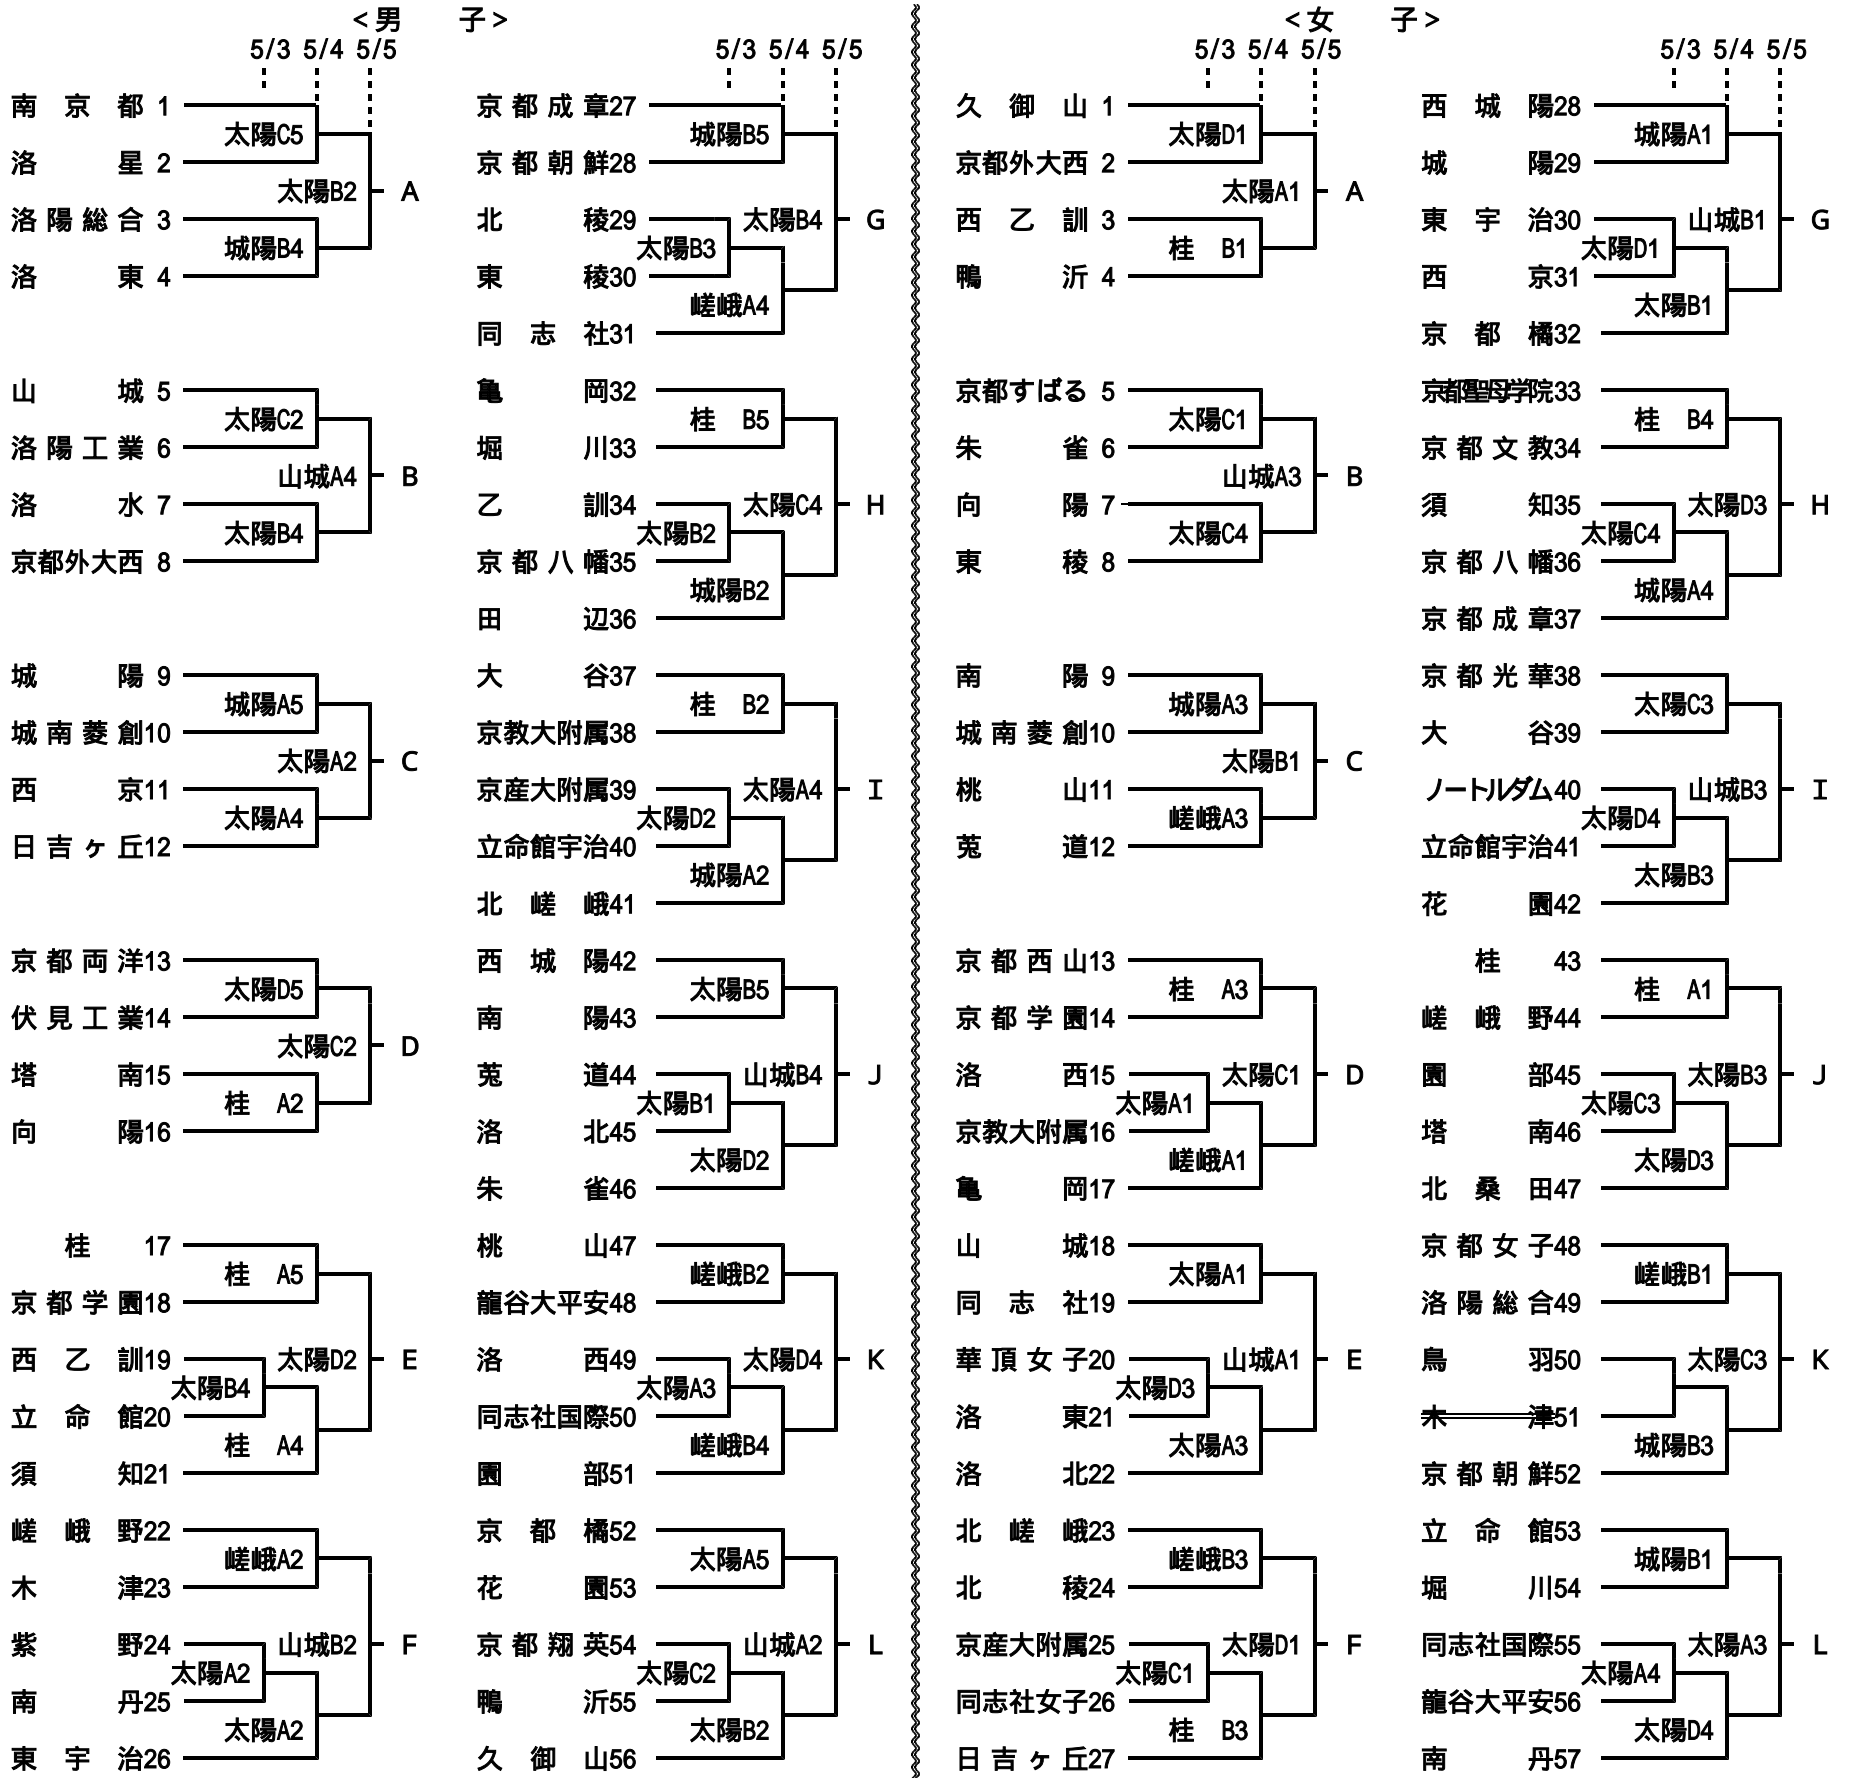 <男 子>
5/3 5/4 5/5
南 京 都 1
太陽C5
洛 星 2
太陽B2 A
洛 陽 総 合 3
城陽B4
洛 東 4
山 城 5
太陽C2
洛 陽 工 業 6
山城A4 B
洛 水 7
太陽B4
京都外大西 8
城 陽 9
城陽A5
城 南 菱 創10
太陽A2 C
西 京11
太陽A4
日 吉 ヶ 丘12
京 都 両 洋13
太陽D5
伏 見 工 業14
太陽C2 D
塔 南15
桂 A2
向 陽16
桂 17
桂 A5
京 都 学 園18
西 乙 訓19
太陽D2 E
太陽B4
立 命 館20
桂 A4
須 知21
嵯 峨 野22
嵯峨A2
木 津23
紫 野24
山城B2 F
太陽A2
南 丹25
太陽A2
東 宇 治26
5/3 5/4 5/5
京 都 成 章27
城陽B5
京 都 朝 鮮28
北 稜29
太陽B4 G
太陽B3
東 稜30
嵯峨A4
同 志 社31
亀 岡32
桂 B5
堀 川33
乙 訓34
太陽C4 H
太陽B2
京 都 八 幡35
城陽B2
田 辺36
大 谷37
桂 B2
京教大附属38
京産大附属39
太陽A4 I
太陽D2
立命館宇治40
城陽A2
北 嵯 峨41
西 城 陽42
太陽B5
南 陽43
莵 道44
山城B4 J
太陽B1
洛 北45
太陽D2
朱 雀46
桃 山47
嵯峨B2
龍谷大平安48
洛 西49
太陽D4 K
太陽A3
同志社国際50
嵯峨B4
園 部51
京 都 橘52
太陽A5
花 園53
京 都 翔 英54
山城A2 L
太陽C2
鴨 沂55
太陽B2
久 御 山56
<女 子>
5/3 5/4 5/5
久 御 山 1
太陽D1
京都外大西 2
太陽A1 A
西 乙 訓 3
桂 B1
鴨 沂 4
京都すばる 5
太陽C1
朱 雀 6
山城A3 B
向 陽 7
太陽C4
東 稜 8
南 陽 9
城陽A3
城 南 菱 創10
太陽B1 C
桃 山11
嵯峨A3
莵 道12
京 都 西 山13
桂 A3
京 都 学 園14
洛 西15
太陽C1 D
太陽A1
京教大附属16
嵯峨A1
亀 岡17
山 城18
太陽A1
同 志 社19
華 頂 女 子20
山城A1 E
太陽D3
洛 東21
太陽A3
洛 北22
北 嵯 峨23
嵯峨B3
北 稜24
京産大附属25
太陽D1 F
太陽C1
同志社女子26
桂 B3
日 吉 ヶ 丘27
5/3 5/4 5/5
西 城 陽28
城陽A1
城 陽29
東 宇 治30
山城B1 G
太陽D1
西 京31
太陽B1
京 都 橘32
京都聖母学院33
桂 B4
京 都 文 教34
須 知35
太陽D3 H
太陽C4
京 都 八 幡36
城陽A4
京 都 成 章37
京 都 光 華38
太陽C3
大 谷39
ノートルダム40
山城B3 I
太陽D4
立命館宇治41
太陽B3
花 園42
桂 43
桂 A1
嵯 峨 野44
園 部45
太陽B3 J
太陽C3
塔 南46
太陽D3
北 桑 田47
京 都 女 子48
嵯峨B1
洛 陽 総 合49
鳥 羽50
太陽C3 K
木 津51
城陽B3
京 都 朝 鮮52
立 命 館53
城陽B1
堀 川54
同志社国際55
太陽A3 L
太陽A4
龍谷大平安56
太陽D4
南 丹57